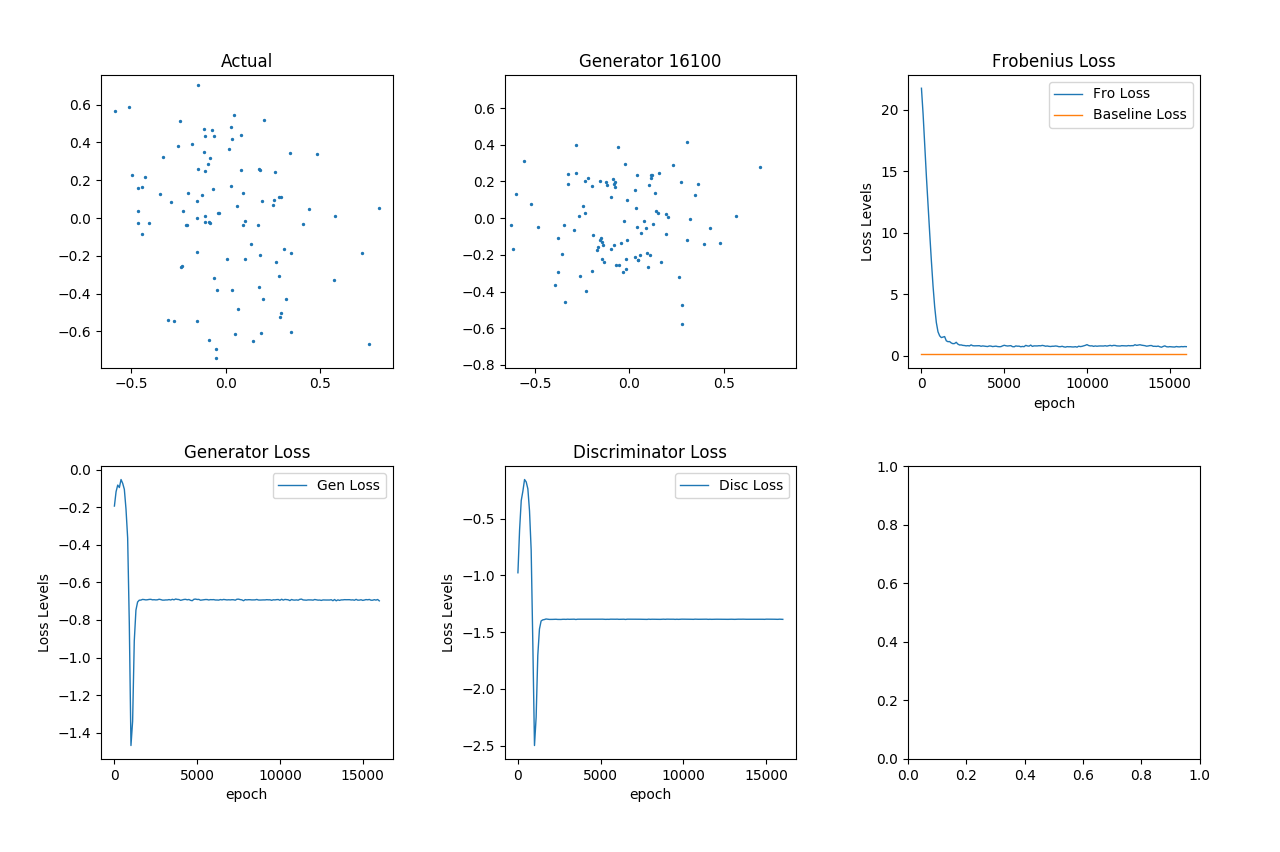 Actual
0.6
0.4
0.2
0.0
−0.2
−0.4
−0.6
−0.5 0.0 0.5
Generator 16100
0.6
0.4
0.2
0.0
−0.2
−0.4
−0.6
−0.8
−0.5 0.0 0.5
Frobenius Loss
Fro Loss
Baseline Loss
Loss Levels
20
15
10
5
0
0 5000 10000 15000
epoch
Generator Loss
Gen Loss
Loss Levels
0.0
−0.2
−0.4
−0.6
−0.8
−1.0
−1.2
−1.4
0 5000 10000 15000
epoch
Discriminator Loss
Disc Loss
Loss Levels
−0.5
−1.0
−1.5
−2.0
−2.5
0 5000 10000 15000
epoch
1.0
0.8
0.6
0.4
0.2
0.0
0.0 0.2 0.4 0.6 0.8 1.0